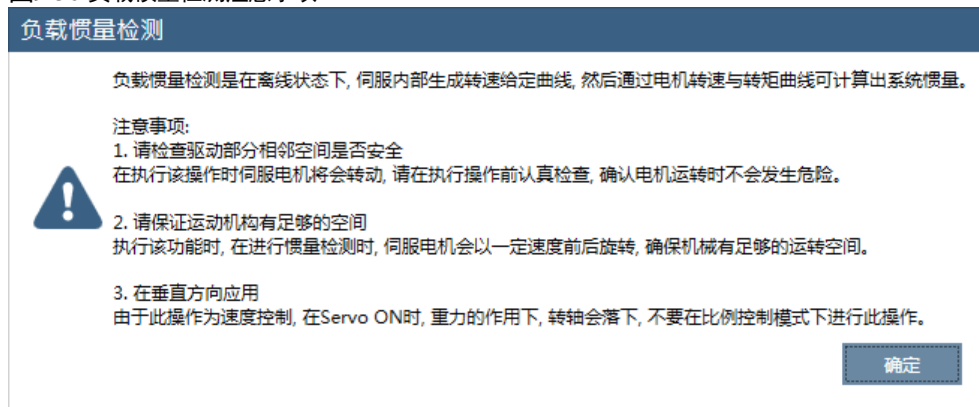 负载惯量检测
负载惯量检测是在离线状态下, 伺服内部生成转速给定曲线, 然后通过电机转速与转矩曲线可计算出系统惯量。
注意事项:
1. 请检查驱动部分相邻空间是否安全
在执行该操作时伺服电机将会转动, 请在执行操作前认真检查, 确认电机运转时不会发生危险。
2. 请保证运动机构有足够的空间
执行该功能时, 在进行惯量检测时, 伺服电机会以一定速度前后旋转, 确保机械有足够的运转空间。
3. 在垂直方向应用
由于此操作为速度控制, 在Servo ON时, 重力的作用下, 转轴会落下, 不要在比例控制模式下进行此操作。
确定